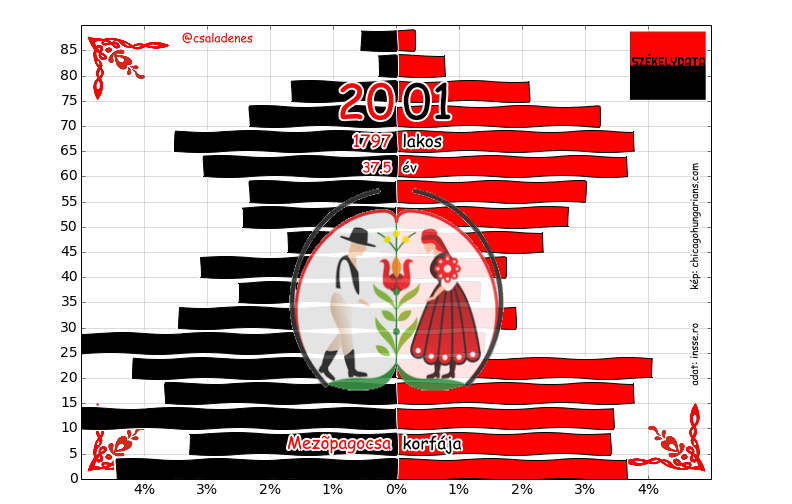 @csaladenes
SZÉKELYDATA
2001
1797 lakos
37.5 év
kép: chicagohungarians.com
adat: insse.ro
Mezőpagocsa korfája
85
80
75
70
65
60
55
50
45
40
35
30
25
20
15
10
5
0
4% 3% 2% 1% 0% 1% 2% 3% 4%